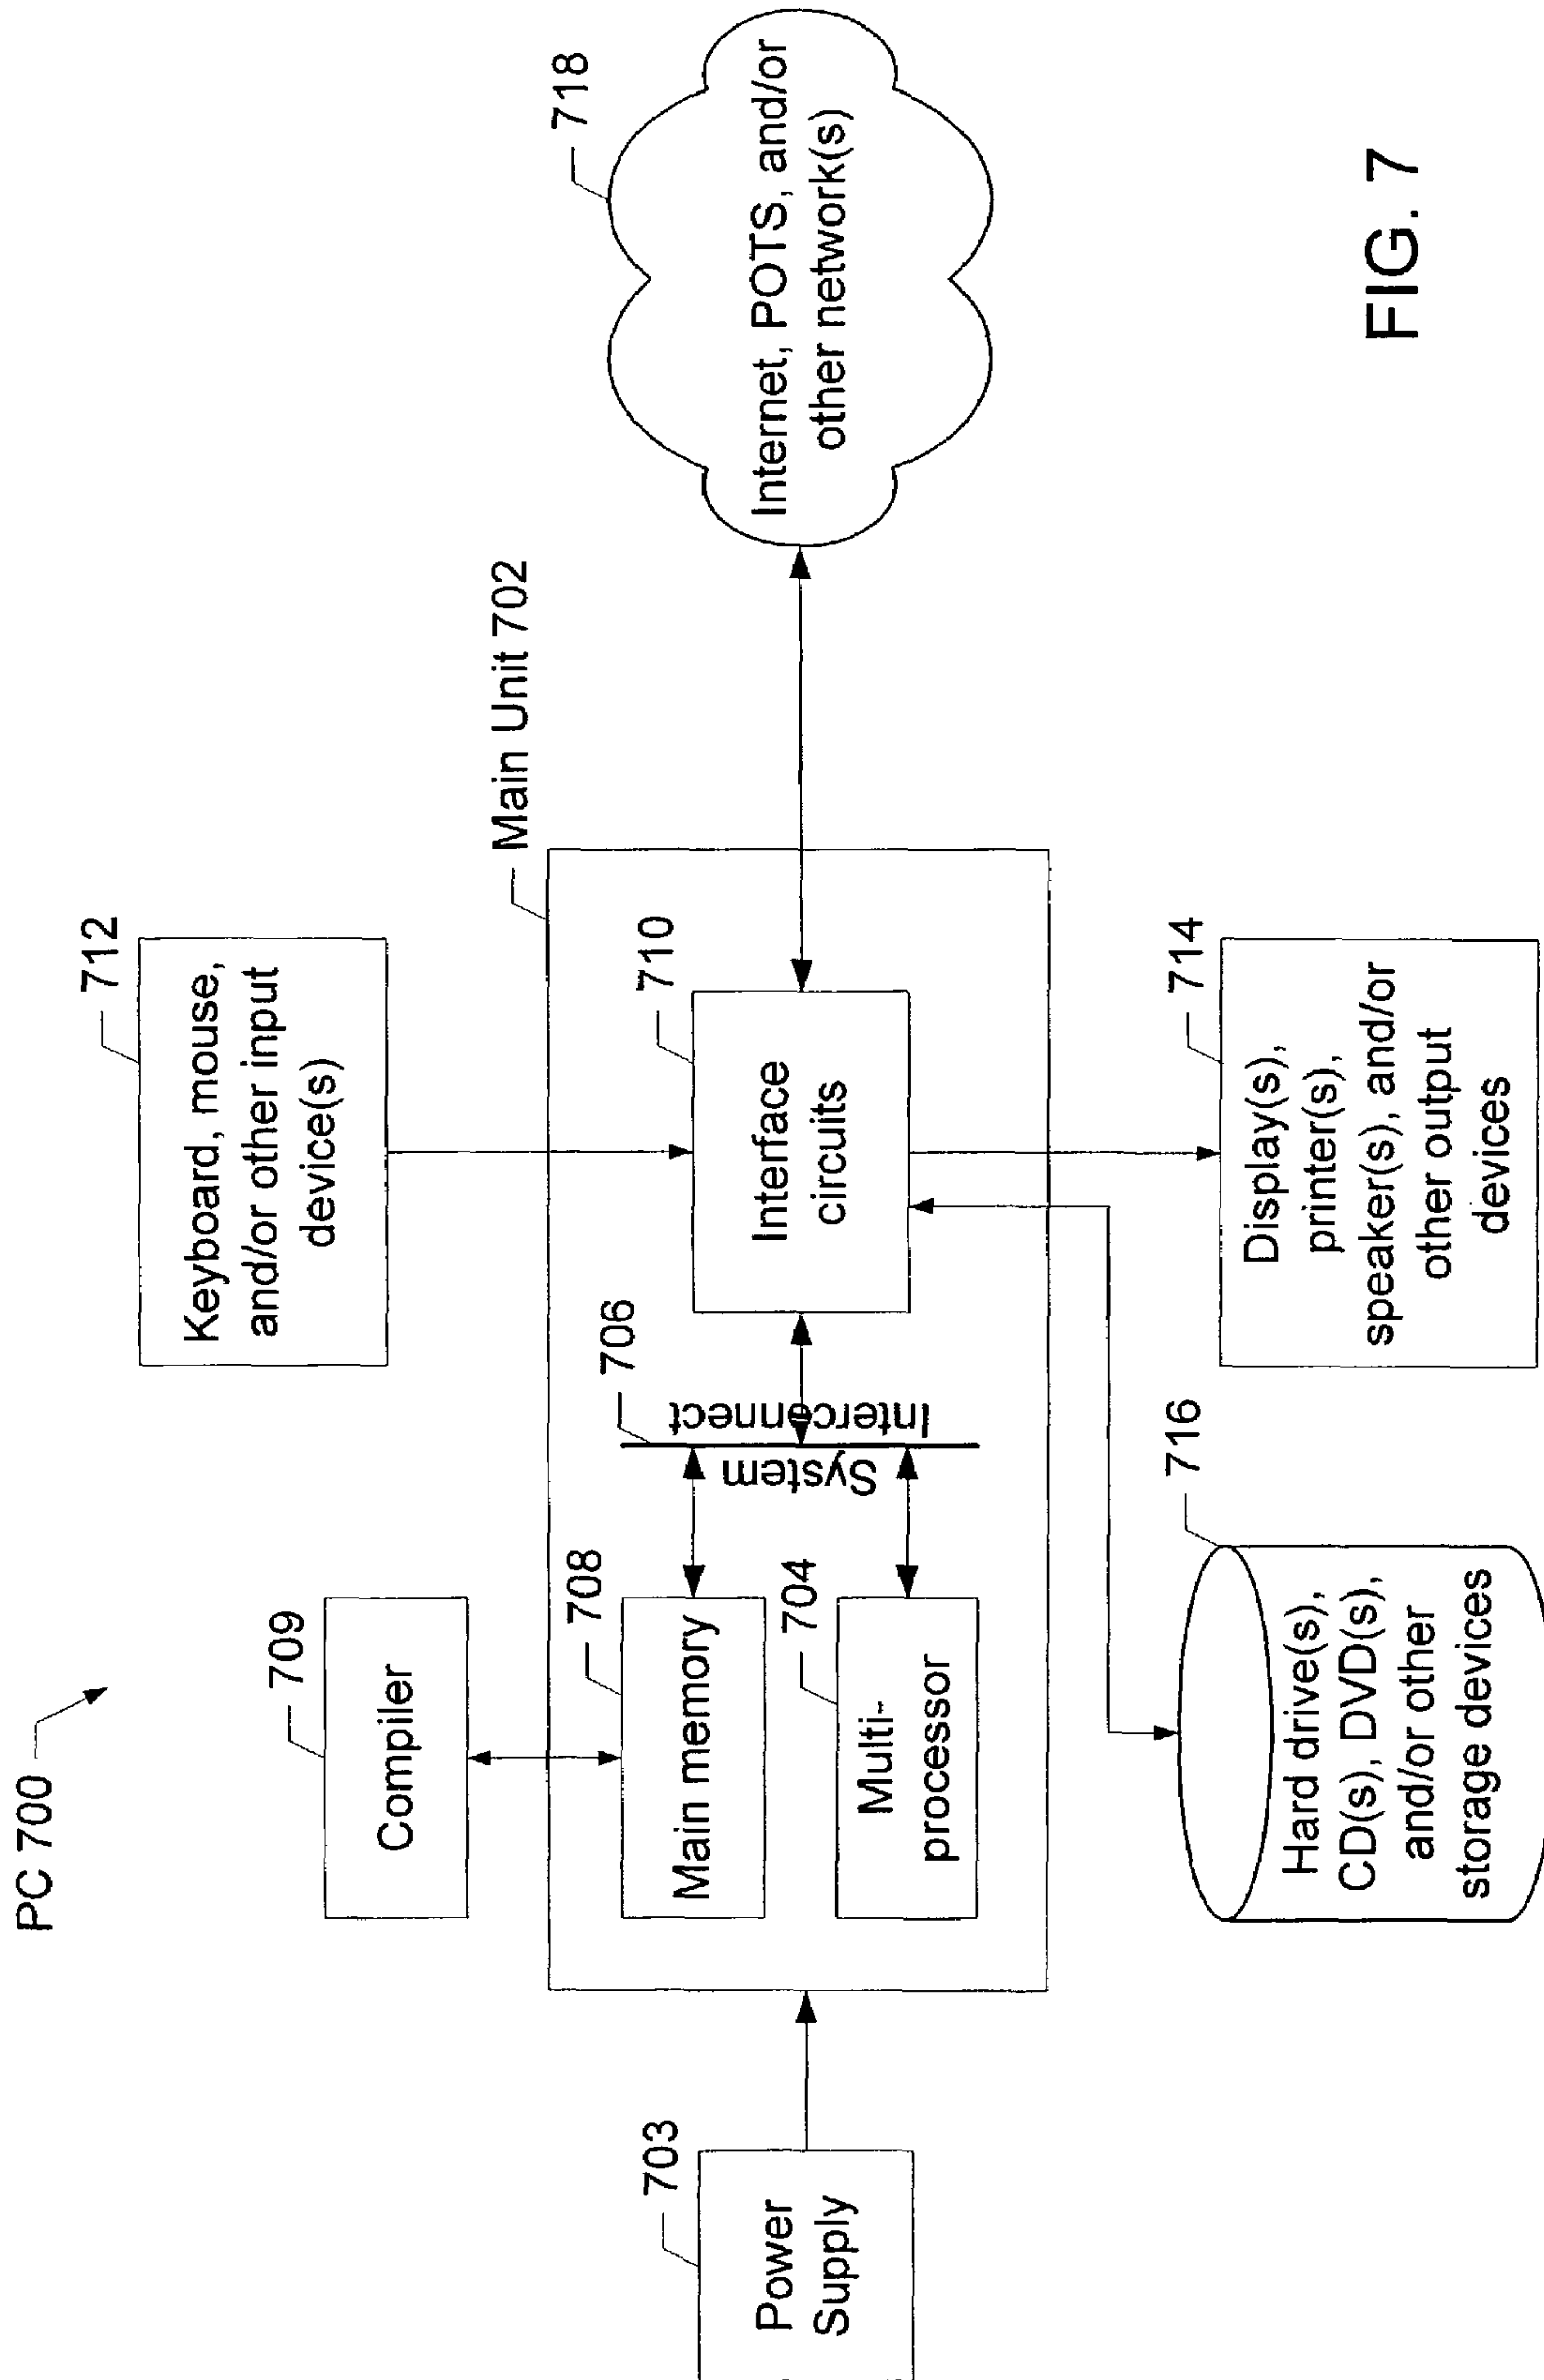 PC 700
712
Keyboard, mouse,
and/or other input
device(s)
709
Compiler
Main Unit 702
718
Internet, POTS, and/or
other network(s)
708
Main memory
706
System
Interconnect
710
Interface
circuits
703
Power
Supply
704
Multi-
processor
716
Hard drive(s),
CD(s), DVD(s),
and/or other
storage devices
714
Display(s),
printer(s),
speaker(s), and/or
other output
devices
FIG. 7